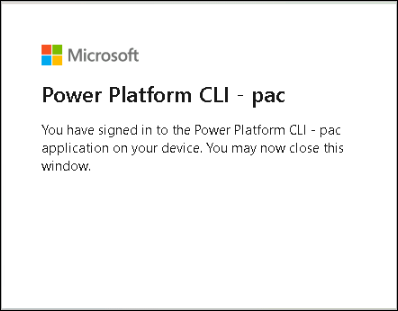 Microsoft
Power Platform CLI - pac
You have signed in to the Power Platform CLI - pac
application on your device. You may now close this
window.